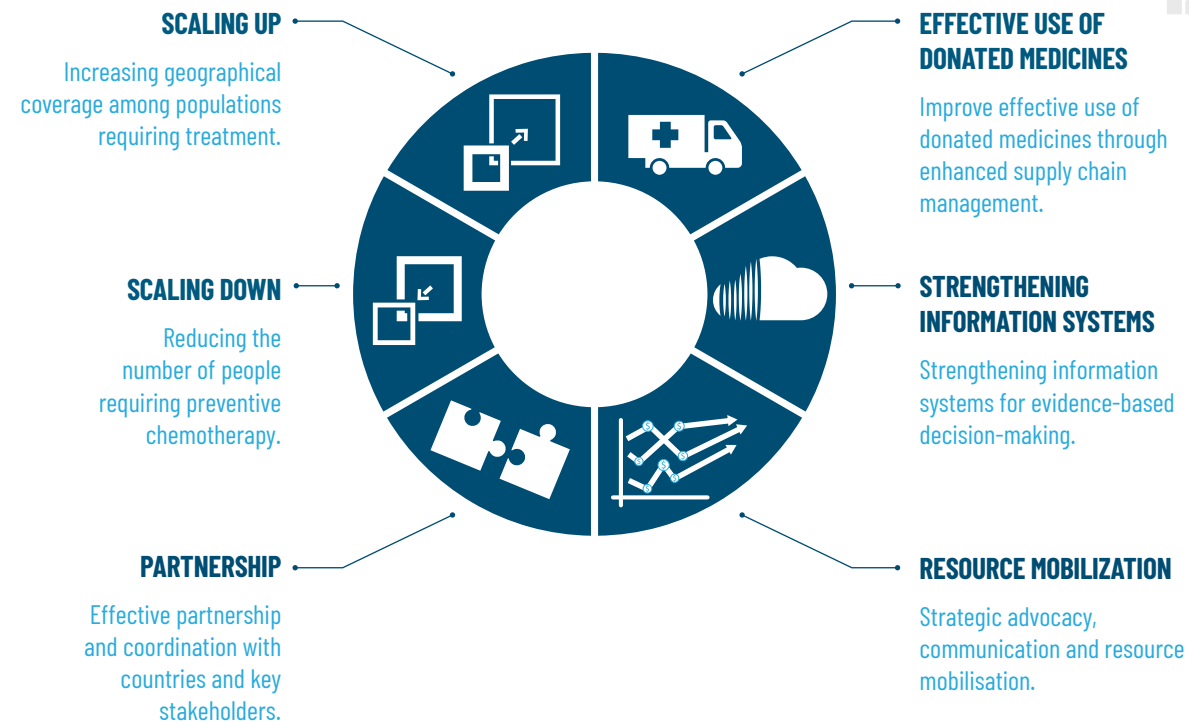 SCALING UP
Increasing geographical
coverage among populations
requiring treatment.
SCALING DOWN
Reducing the
number of people
requiring preventive
chemotherapy.
PARTNERSHIP
Effective partnership
and coordination with
countries and key
stakeholders.
EFFECTIVE USE OF
DONATED MEDICINES
Improve effective use of
donated medicines through
enhanced supply chain
management.
STRENGTHENING
INFORMATION SYSTEMS
Strengthening information
systems for evidence-based
decision-making.
RESOURCE MOBILIZATION
Strategic advocacy,
communication and resource
mobilisation.